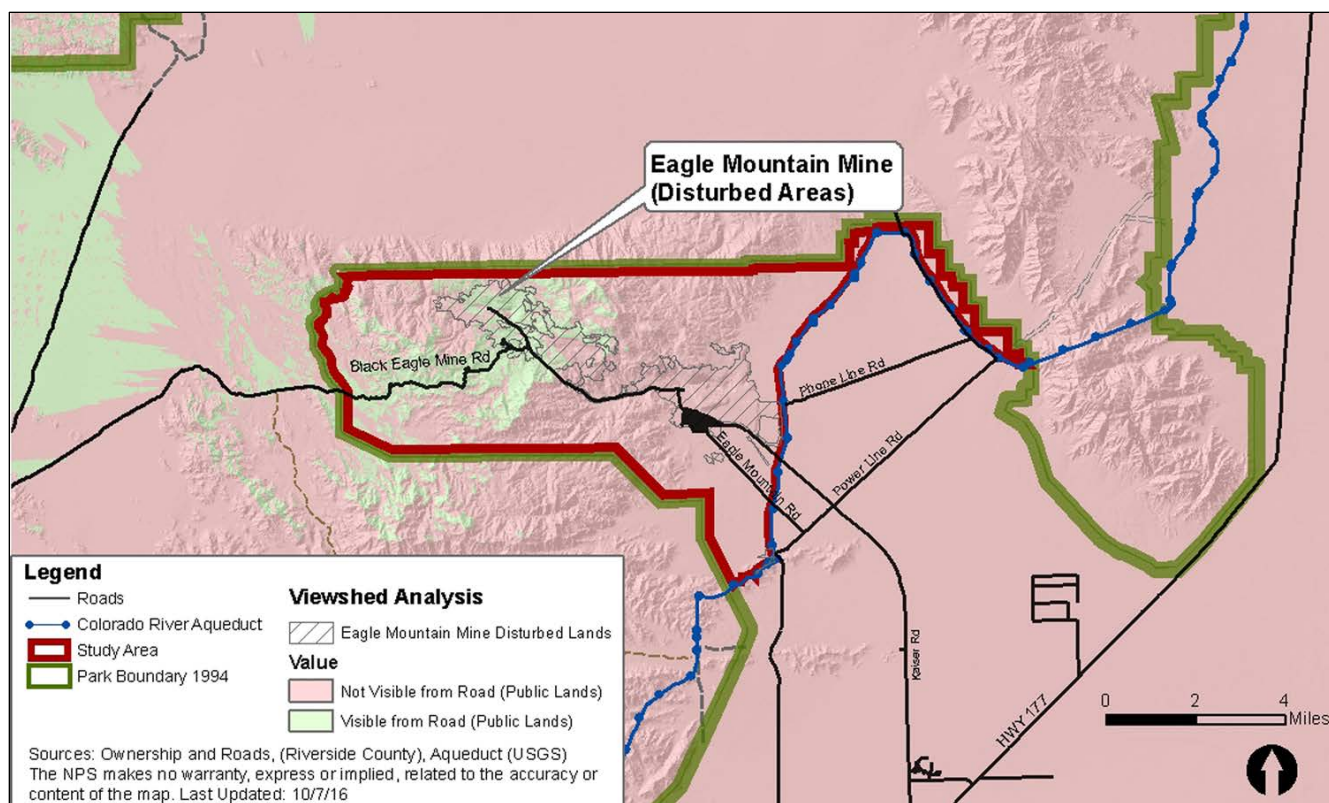 Eagle Mountain Mine
(Disturbed Areas)
Black Eagle Mine Rd
Phone Line Rd
Eagle Mountain Rd
Power Line Rd
Kaiser Rd
HWY 177
Legend
Roads
Colorado River Aqueduct
Study Area
Park Boundary 1994
Viewshed Analysis
Eagle Mountain Mine Disturbed Lands
Value
Not Visible from Road (Public Lands)
Visible from Road (Public Lands)
Sources: Ownership and Roads, (Riverside County), Aqueduct (USGS)
The NPS makes no warranty, express or implied, related to the accuracy or
content of the map. Last Updated: 10/7/16
0 2 4
Miles